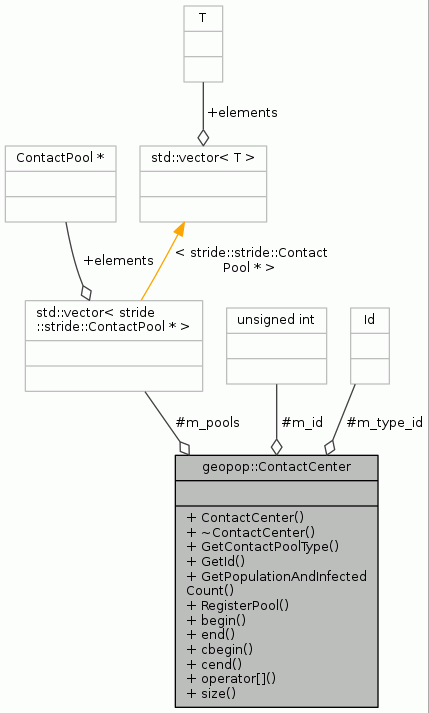 T
+elements
ContactPool *
std::vector< T >
+elements
< stride::stride::Contact
Pool * >
std::vector< stride
::stride::ContactPool * >
unsigned int
Id
#m_pools
#m_id
#m_type_id
geopop::ContactCenter
+ ContactCenter()
+ ~ContactCenter()
+ GetContactPoolType()
+ GetId()
+ GetPopulationAndInfected
Count()
+ RegisterPool()
+ begin()
+ end()
+ cbegin()
+ cend()
+ operator[]()
+ size()